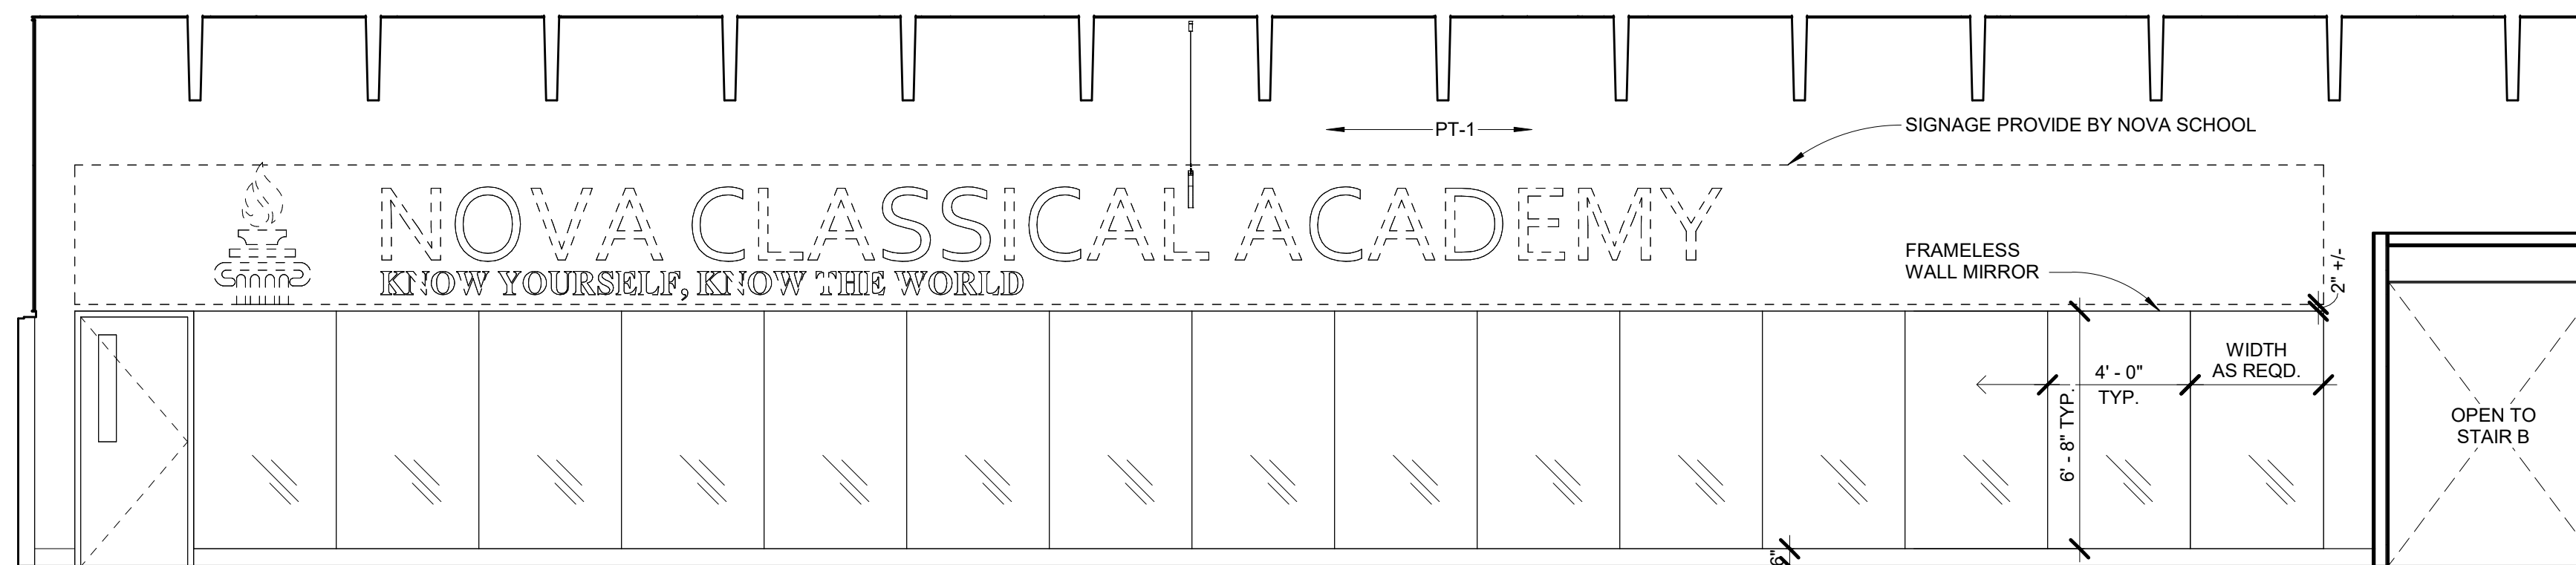 PT-1
SIGNAGE PROVIDE BY NOVA SCHOOL
NOVA CLASSICAL ACADEMY
KNOW YOURSELF, KNOW THE WORLD
FRAMELESS
WALL MIRROR
2" +/-
WIDTH
AS REQD.
4' - 0"
TYP.
6' - 8" TYP.
OPEN TO
STAIR B
6"